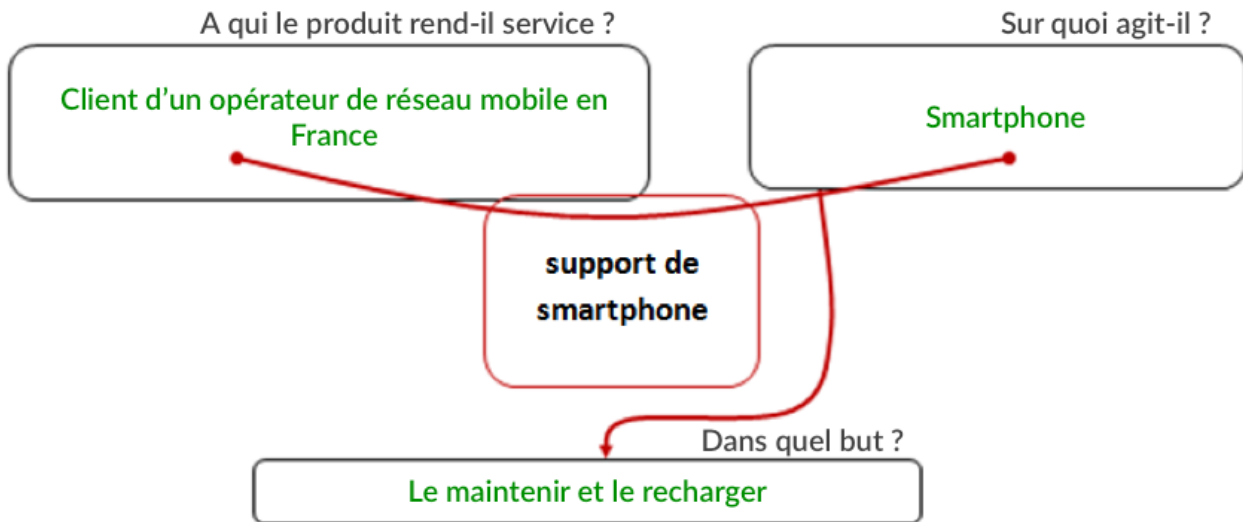 A qui le produit rend-il service ?
Sur quoi agit-il ?
Client d'un opérateur de réseau mobile en
France
Smartphone
support de
smartphone
Dans quel but ?
Le maintenir et le recharger